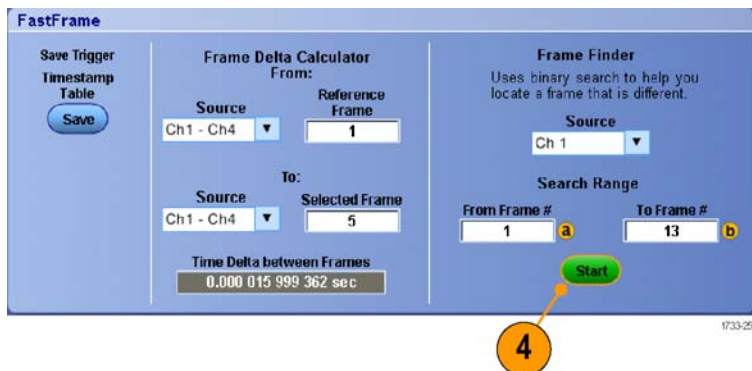 FastFrame
Save Trigger
Timestamp
Table
Save
Frame Delta Calculator
From:
Source
Reference
Frame
Ch1 - Ch4
1
To:
Source
Selected Frame
Ch1 - Ch4
5
Time Delta between Frames
0.000 015 999 362 sec
Frame Finder
Uses binary search to help you
locate a frame that is different.
Source
Ch 1
Search Range
From Frame #
To Frame #
1
a
13
b
Start
4
1733-25